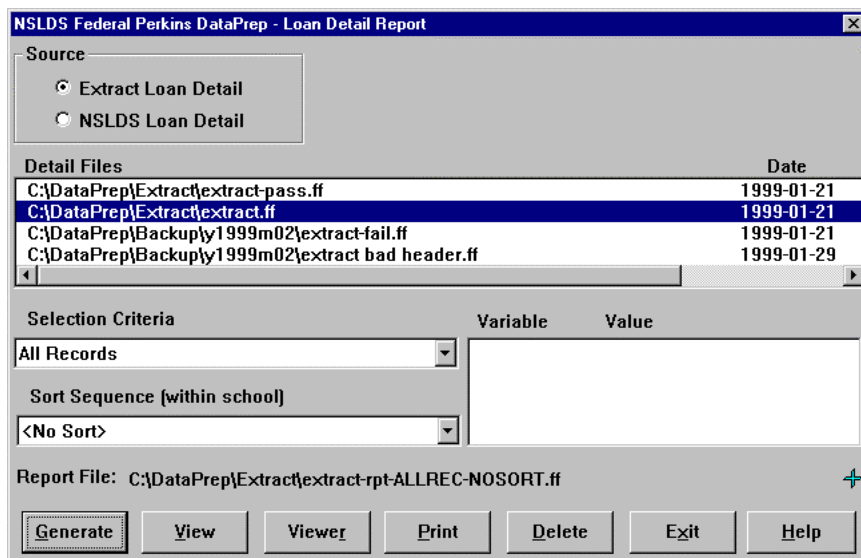 NSLDS Federal Perkins DataPrep - Loan Detail Report
Source
Extract Loan Detail
NSLDS Loan Detail
Detail Files Date
C:\DataPrep\Extract\extract-pass.ff 1999-01-21
C:\DataPrep\Extract\extract.ff 1999-01-21
C:\DataPrep\Backup\y1999m02\extract-fail.ff 1999-01-21
C:\DataPrep\Backup\y1999m02\extract bad header.ff 1999-01-29
Selection Criteria Variable Value
All Records
Sort Sequence (within school)
<No Sort>
Report File: C:\DataPrep\Extract\extract-rpt-ALLREC-NOSORT.ff
Generate View Viewer Print Delete Exit Help